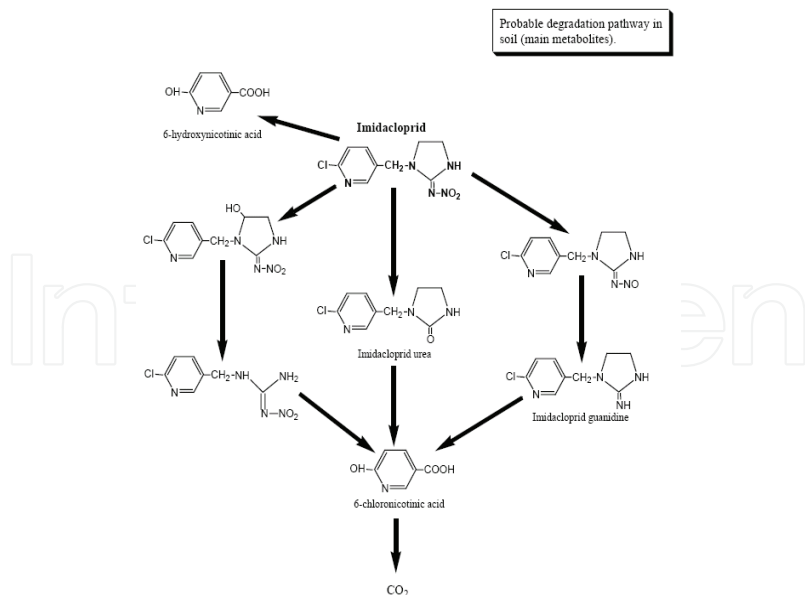 Probable degradation pathway in
soil (main metabolites).
OH
N
COOH
6-hydroxynicotinic acid
Imidacloprid
Cl
N
CH₂
N
NH
N
NO₂
HO
Cl
N
CH₂
N
NH
N
NO₂
Cl
N
CH₂
N
NH
O
Imidacloprid urea
Cl
N
CH₂
N
NH
N
NO
Cl
N
CH₂
NH
NH₂
N
NO₂
Cl
N
CH₂
N
NH
NH
Imidacloprid guanidine
OH
N
COOH
6-chloronicotinic acid
CO₂